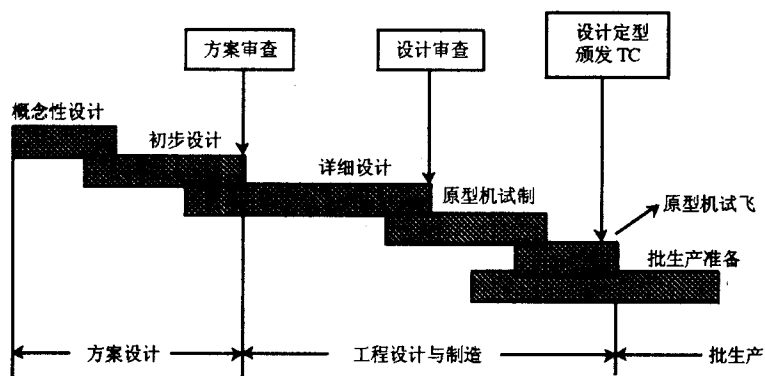 方案审查
设计审查
设计定型
颁发 TC
概念性设计
初步设计
详细设计
原型机试制
原型机试飞
批生产准备
方案设计
工程设计与制造
批生产